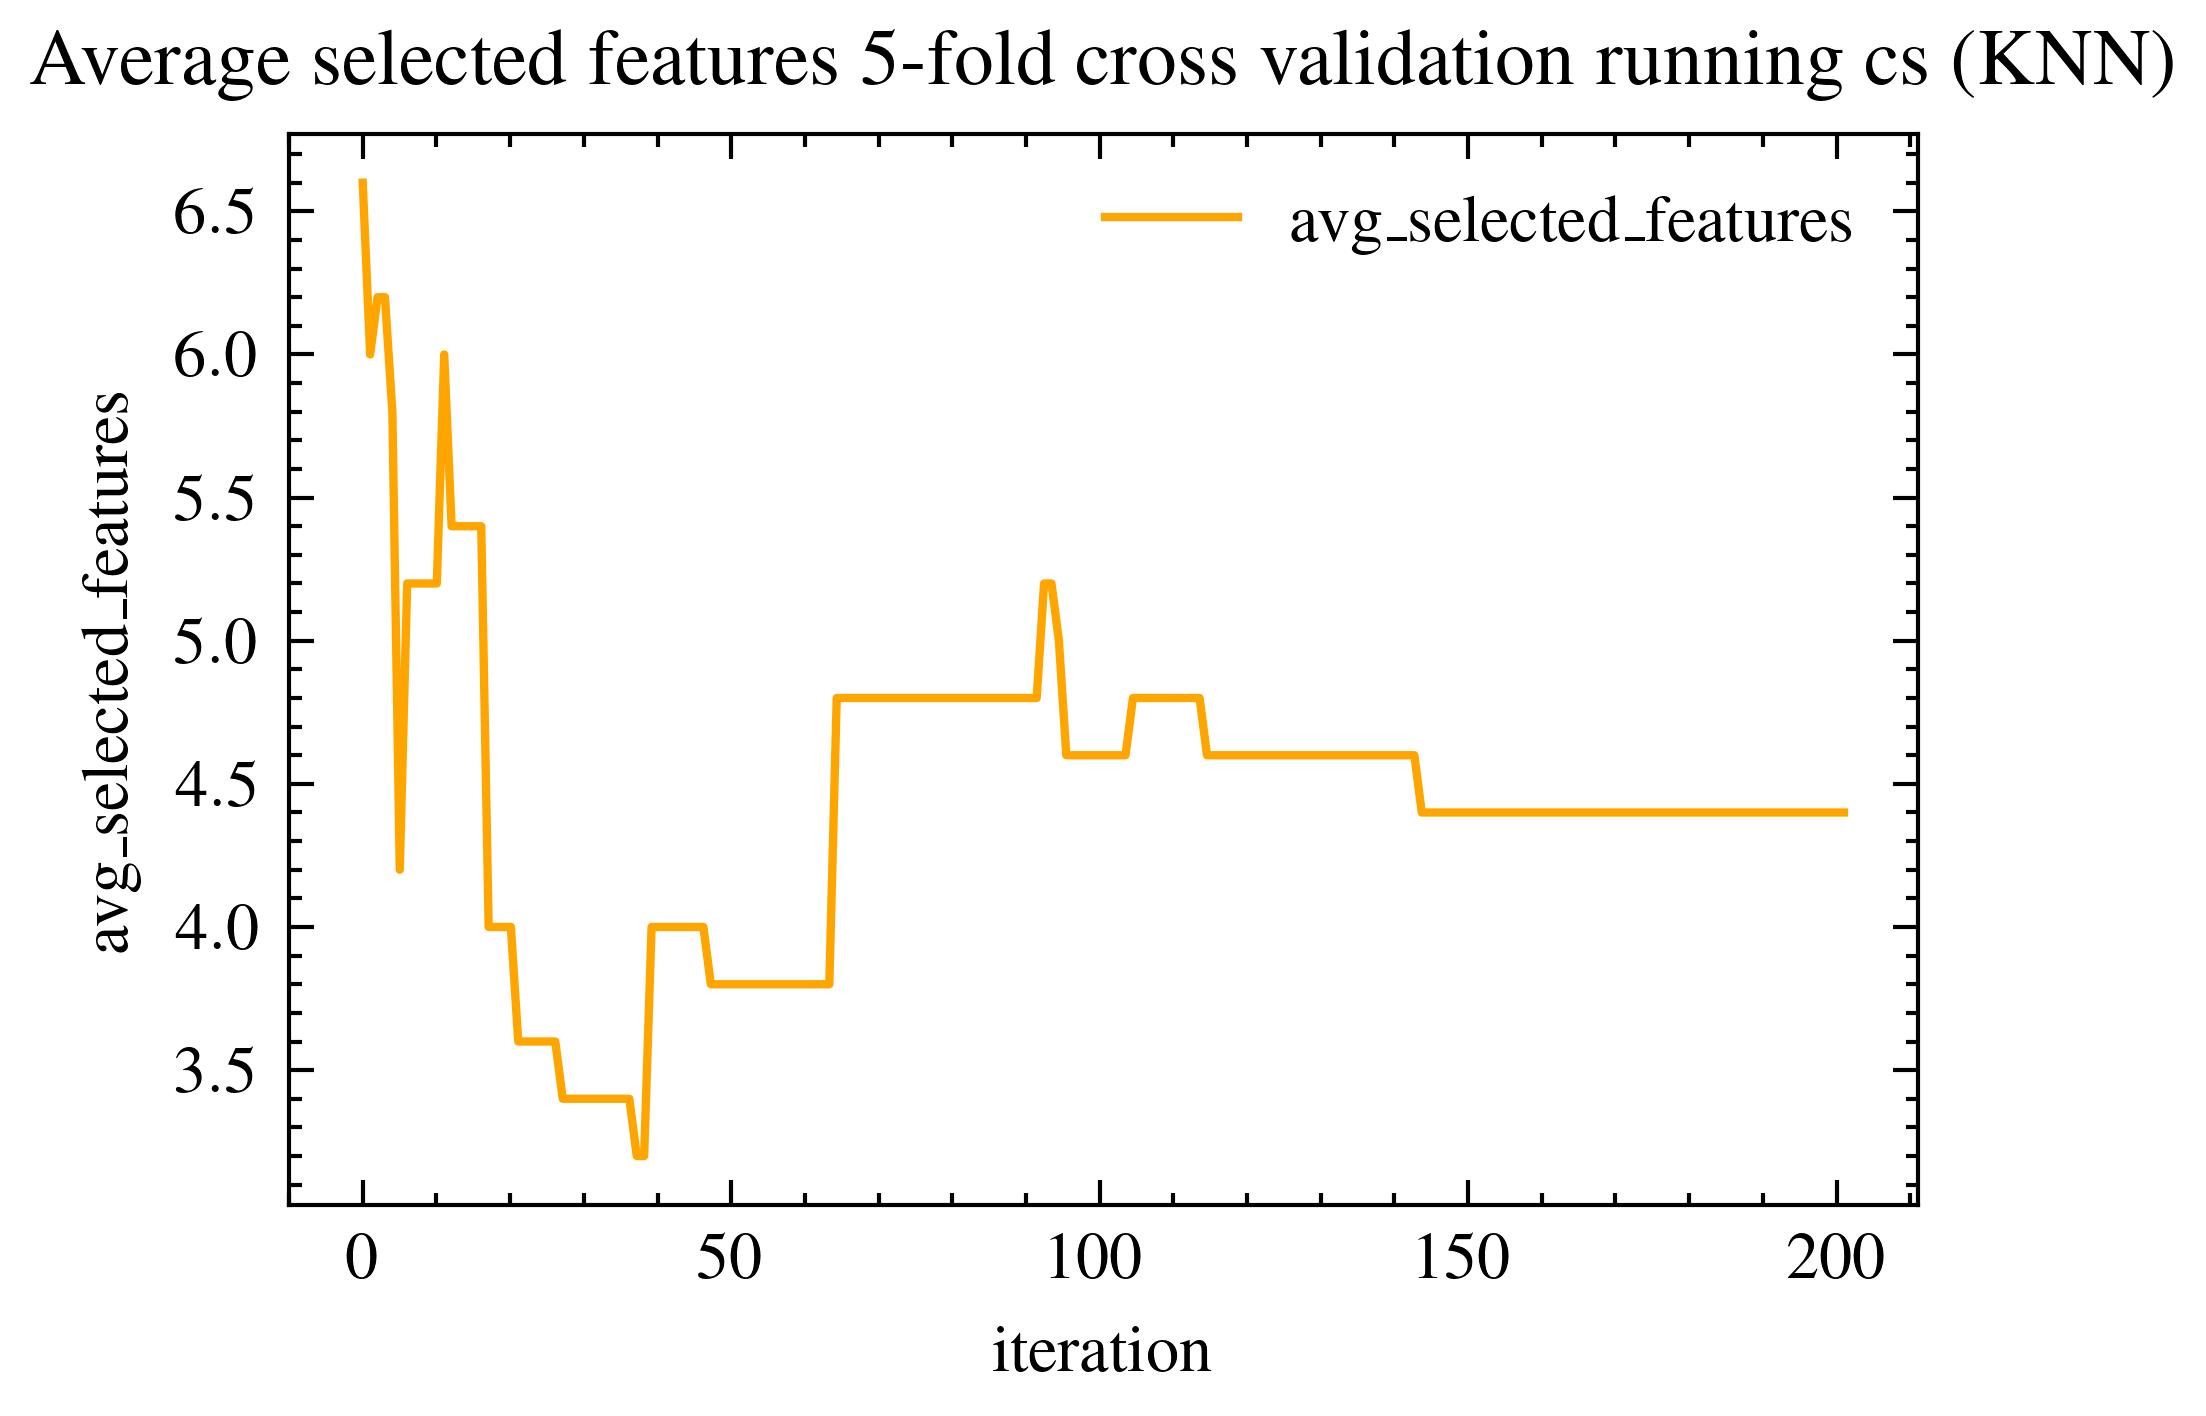 Average selected features 5-fold cross validation running cs (KNN)
avg_selected_features
6.5
6.0
5.5
5.0
4.5
4.0
3.5
avg_selected_features
0 50 100 150 200
iteration